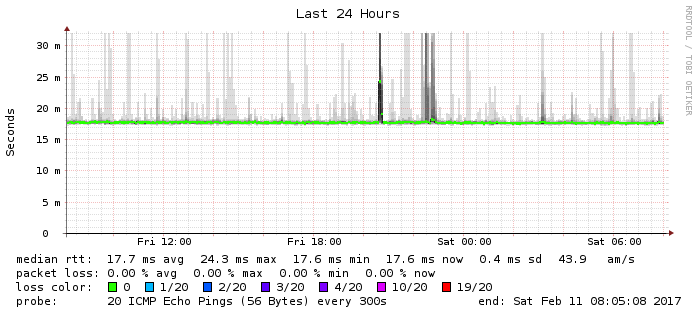 Last 24 Hours
RRDTOOL / TOBI OETIKER
Seconds
30 m
25 m
20 m
15 m
10 m
5 m
0
Fri 12:00 Fri 18:00 Sat 00:00 Sat 06:00
median rtt: 17.7 ms avg 24.3 ms max 17.6 ms min 17.6 ms now 0.4 ms sd 43.9 am/s
packet loss: 0.00 % avg 0.00 % max 0.00 % min 0.00 % now
loss color: 0 1/20 2/20 3/20 4/20 10/20 19/20
probe: 20 ICMP Echo Pings (56 Bytes) every 300s end: Sat Feb 11 08:05:08 2017